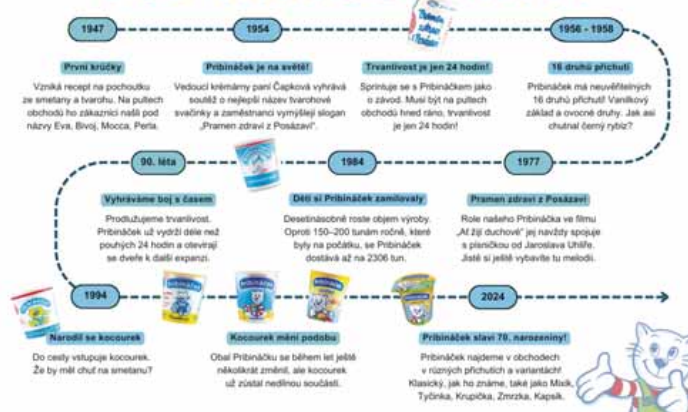 1947
První krůčky
Vzniká recept na pochoutku
ze smetany a tvarohu. Na pultech
obchodů ho zákazníci našli pod
názvy Eva, Bivoj, Mocca, Perla.
1954
Pribináček je na světě!
Vedoucí krémárny paní Čapková vyhrává
soutěž o nejlepší název tvarohové
svačinky a zaměstnanci vymýšlejí slogan
„Pramen zdraví z Posázaví“.
Trvanlivost je jen 24 hodin!
Sprintuje se s Pribináčkem jako
o závod. Musí být na pultech
obchodů hned ráno, trvanlivost
je jen 24 hodin!
1956 - 1958
16 druhů příchutí
Pribináček má neuvěřitelných
16 druhů příchutí! Vanilkový
základ a ovocné druhy. Jak asi
chutnal černý rybíz?
90. léta
Vyhráváme boj s časem
Prodlužujeme trvanlivost.
Pribináček už vydrží déle než
pouhých 24 hodin a otevírají
se dveře k další expanzi.
1984
Děti si Pribináček zamilovaly
Desetinásobně roste objem výroby.
Oproti 150–200 tunám ročně, které
byly na počátku, se Pribináček
dostává až na 2306 tun.
1977
Pramen zdraví z Posázaví
Role našeho Pribináčka ve filmu
„Ať žijí duchové“ jej navždy spojuje
s písničkou od Jaroslava Uhlíře.
Jistě si ještě vybavíte tu melodii.
1994
Narodil se kocourek
Do cesty vstupuje kocourek.
Že by měl chuť na smetanu?
Kocourek mění podobu
Obal Pribináčku se během let ještě
několikrát změnil, ale kocourek
už zůstal nedílnou součástí.
2024
Pribináček slaví 70. narozeniny!
Pribináček najdeme v obchodech
v různých příchutích a variantách!
Klasický, jak ho známe, také jako Mixík,
Tyčinka, Krupička, Zmrzka, Kapsík.